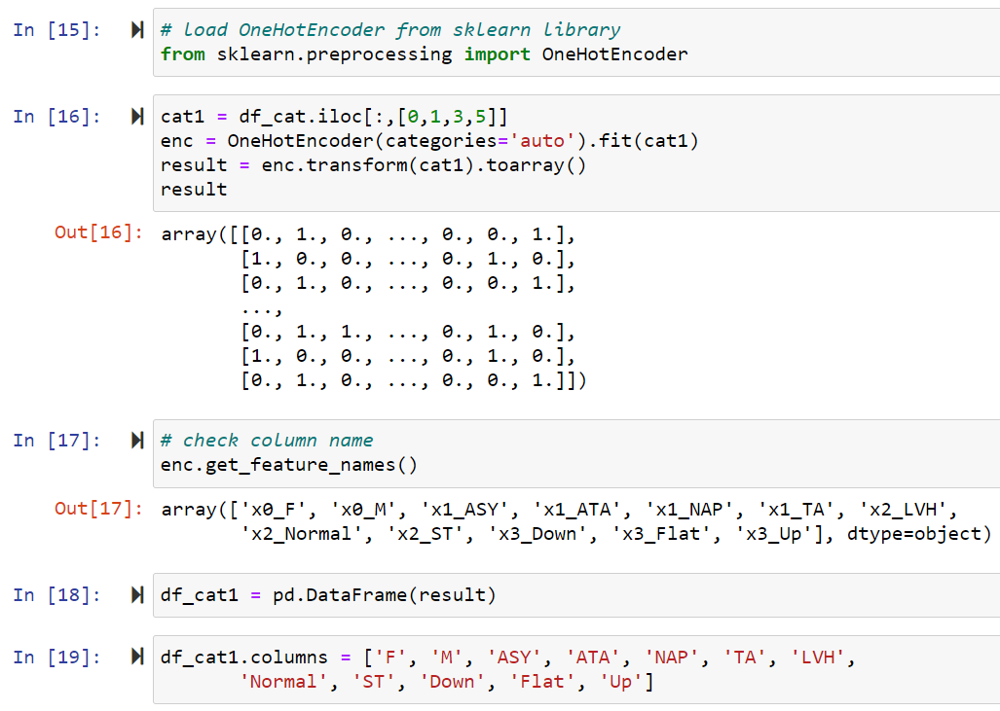 In [15]: # load OneHotEncoder from sklearn library
from sklearn.preprocessing import OneHotEncoder
In [16]: cat1 = df_cat.iloc[:,[0,1,3,5]]
enc = OneHotEncoder(categories='auto').fit(cat1)
result = enc.transform(cat1).toarray()
result
Out[16]: array([[0., 1., 0., ..., 0., 0., 1.],
[1., 0., 0., ..., 0., 1., 0.],
[0., 1., 0., ..., 0., 0., 1.],
...,
[0., 1., 1., ..., 0., 1., 0.],
[1., 0., 0., ..., 0., 1., 0.],
[0., 1., 0., ..., 0., 0., 1.]])
In [17]: # check column name
enc.get_feature_names()
Out[17]: array(['x0_F', 'x0_M', 'x1_ASY', 'x1_ATA', 'x1_NAP', 'x1_TA', 'x2_LVH',
'x2_Normal', 'x2_ST', 'x3_Down', 'x3_Flat', 'x3_Up'], dtype=object)
In [18]: df_cat1 = pd.DataFrame(result)
In [19]: df_cat1.columns = ['F', 'M', 'ASY', 'ATA', 'NAP', 'TA', 'LVH',
'Normal', 'ST', 'Down', 'Flat', 'Up']